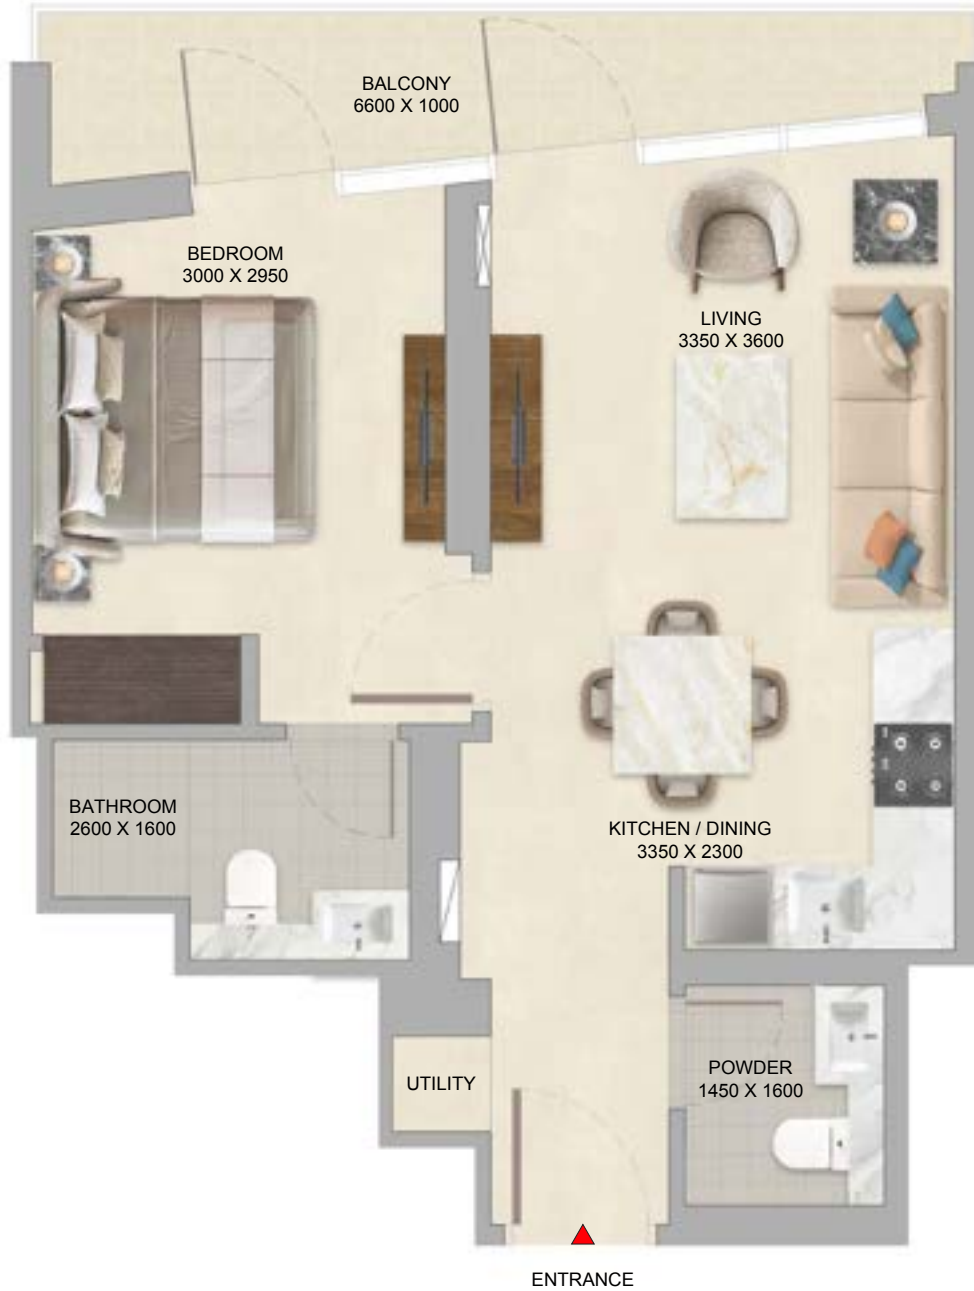 BALCONY
6600 X 1000
BEDROOM
3000 X 2950
LIVING
3350 X 3600
BATHROOM
2600 X 1600
KITCHEN / DINING
3350 X 2300
UTILITY
POWDER
1450 X 1600
ENTRANCE